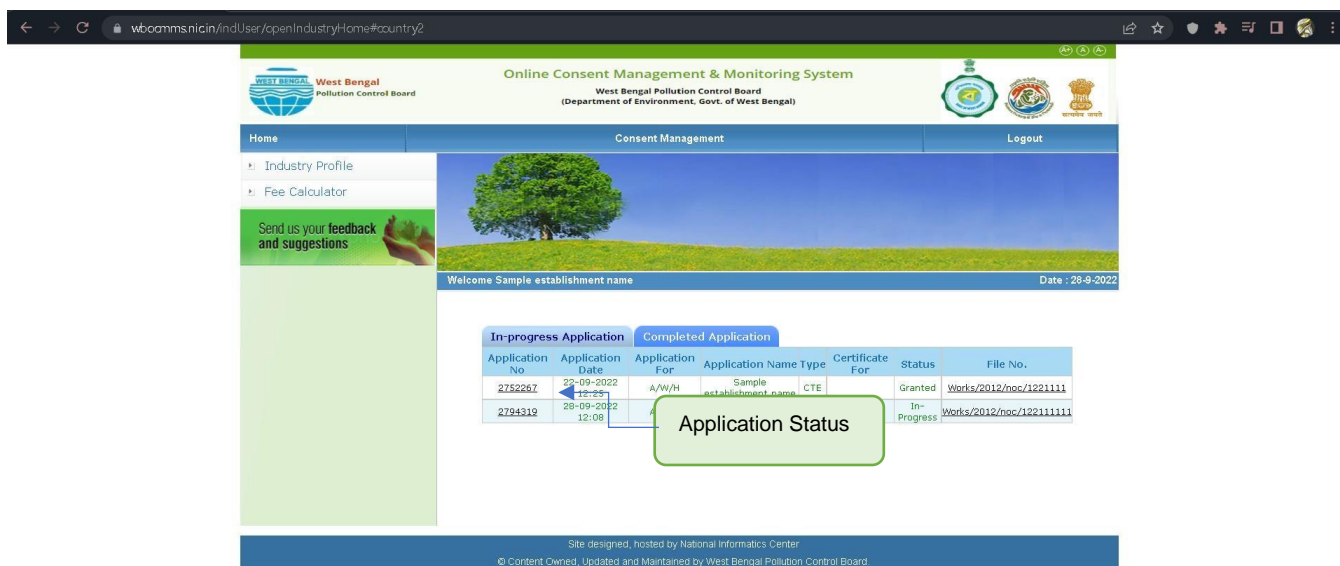 wbocmms.nic.in/indUser/openIndustryHome#country2
A+ A A-
WEST BENGAL
West Bengal
Pollution Control Board
Online Consent Management & Monitoring System
West Bengal Pollution Control Board
(Department of Environment, Govt. of West Bengal)
सत्यमेव जयते
Home
Consent Management
Logout
Industry Profile
Fee Calculator
Send us your feedback
and suggestions
Welcome Sample establishment name
Date : 28-9-2022
In-progress Application
Completed Application
Application No
Application Date
Application For
Application Name
Type
Certificate For
Status
File No.
2752267
22-09-2022 12:25
A/W/H
Sample establishment name
CTE
Granted
Works/2012/noc/1221111
2794319
28-09-2022 12:08
In-Progress
Works/2012/noc/122111111
Application Status
Site designed, hosted by National Informatics Center
© Content Owned, Updated and Maintained by West Bengal Pollution Control Board.